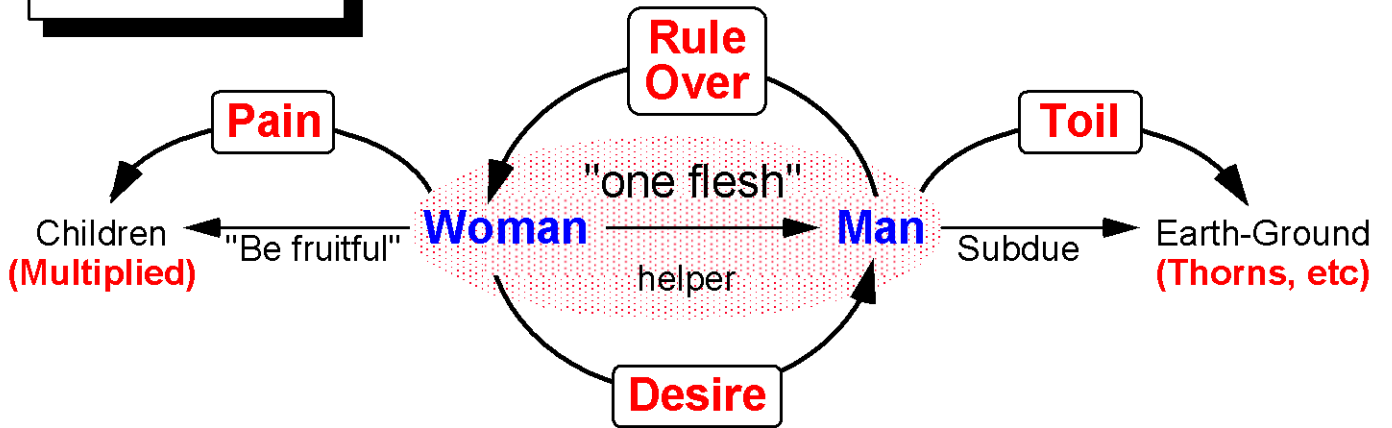 Rule
Over
Pain
Toil
"one flesh"
Children
(Multiplied)
"Be fruitful"
Woman
helper
Man
Subdue
Earth-Ground
(Thorns, etc)
Desire